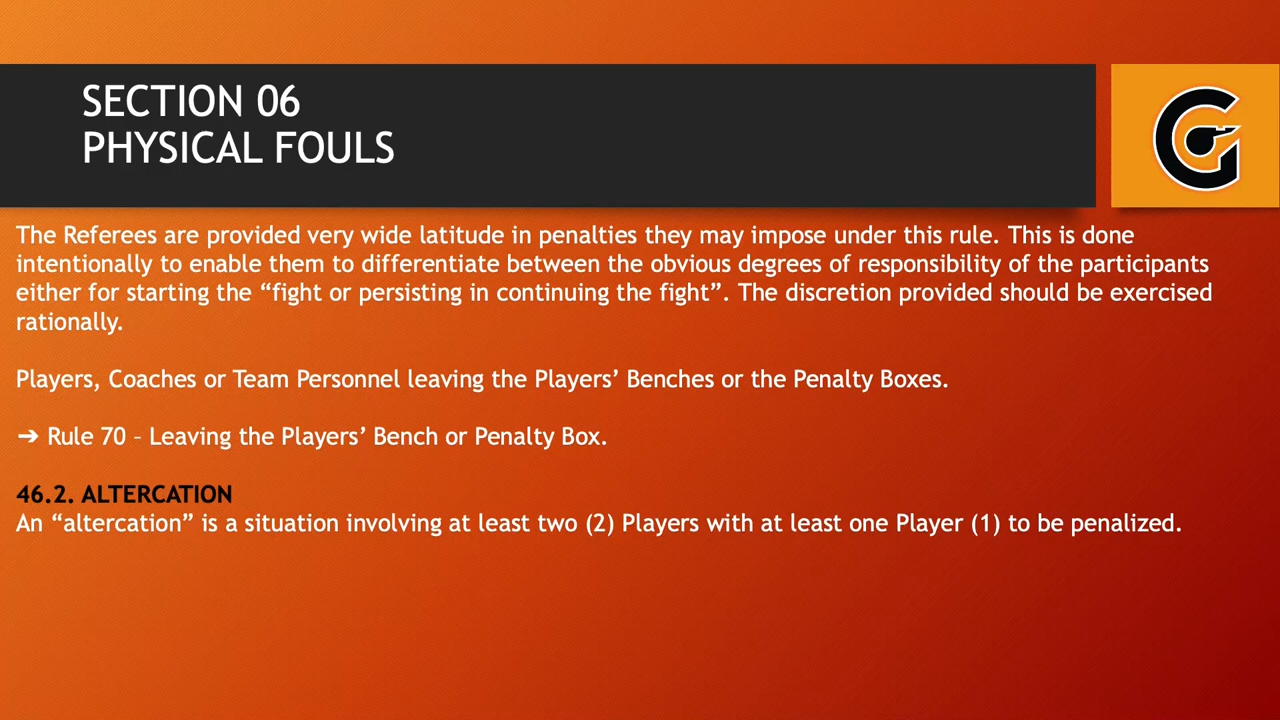 SECTION 06
PHYSICAL FOULS
The Referees are provided very wide latitude in penalties they may impose under this rule. This is done
intentionally to enable them to differentiate between the obvious degrees of responsibility of the participants
either for starting the “fight or persisting in continuing the fight”. The discretion provided should be exercised
rationally.
Players, Coaches or Team Personnel leaving the Players’ Benches or the Penalty Boxes.
➔ Rule 70 – Leaving the Players’ Bench or Penalty Box.
46.2. ALTERCATION
An “altercation” is a situation involving at least two (2) Players with at least one Player (1) to be penalized.